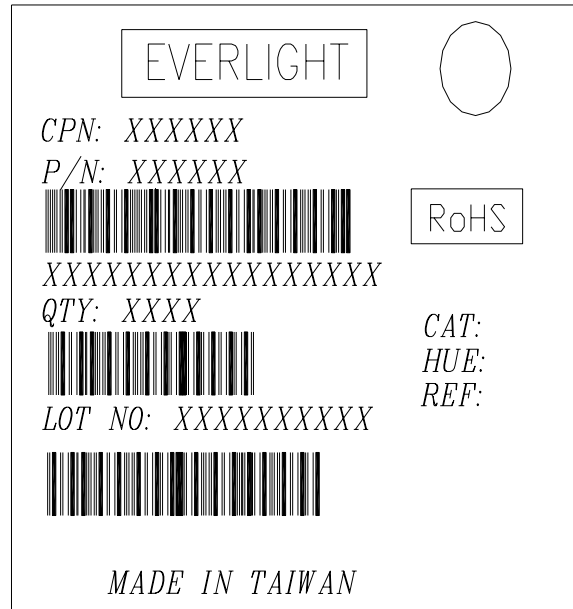 EVERLIGHT
CPN: XXXXXX
P/N: XXXXXX
RoHS
XXXXXXXXXXXXXXXXX
QTY: XXXX
CAT:
HUE:
REF:
LOT NO: XXXXXXXXXX
MADE IN TAIWAN